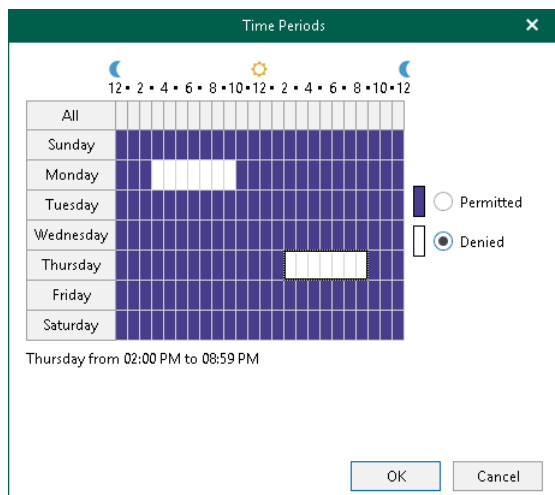 Time Periods
12 • 2 • 4 • 6 • 8 • 10 • 12 • 2 • 4 • 6 • 8 • 10 • 12
All
Sunday
Monday
Tuesday
Wednesday
Thursday
Friday
Saturday
Permitted
Denied
Thursday from 02:00 PM to 08:59 PM
OK Cancel